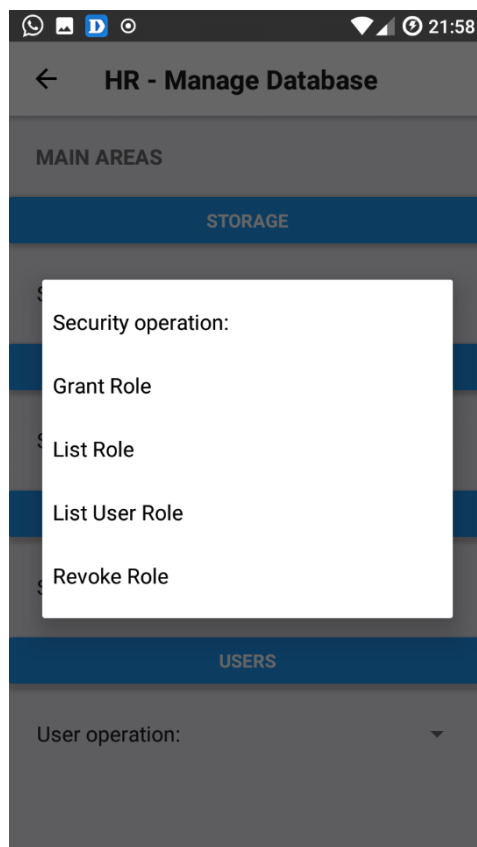 21:58
HR - Manage Database
MAIN AREAS
STORAGE
Security operation:
Grant Role
List Role
List User Role
Revoke Role
USERS
User operation: